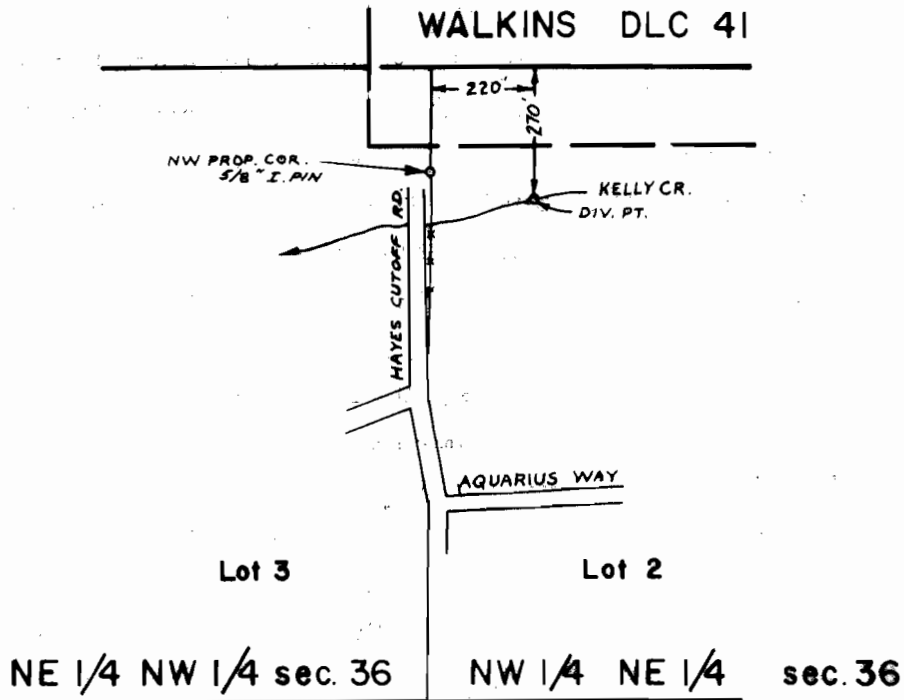 WALKINS DLC 41
220'
270'
NW PROP. COR.
5/8" I. PIN
KELLY CR.
DIV. PT.
HAYES CUTOFF RD.
AQUARIUS WAY
Lot 3
Lot 2
NE 1/4 NW 1/4 sec. 36
NW 1/4 NE 1/4 sec. 36